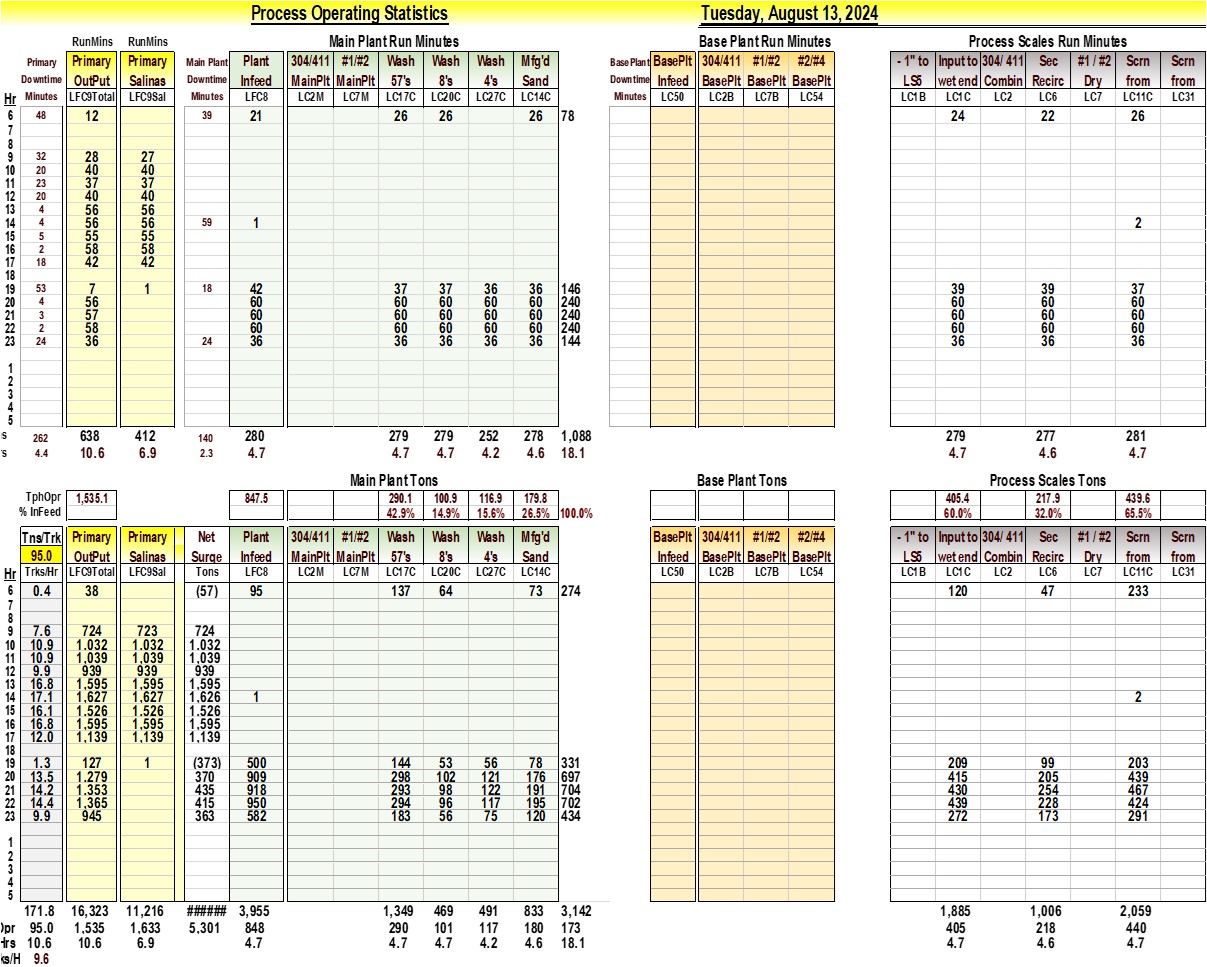 Process Operating Statistics Tuesday, August 13, 2024
RunMins RunMins Main Plant Run Minutes Base Plant Run Minutes Process Scales Run Minutes
Primary Primary Primary Main Plant Plant 304/411 #1/#2 Wash Wash Wash Mfg'd Base Plant BasePlt 304/411 #1/#2 #2/#4 - 1" to Input to 304/ 411 Sec #1 / #2 Scrn Scrn
Downtime OutPut Salinas Downtime Infeed MainPlt MainPlt 57's 8's 4's Sand Downtime Infeed BasePlt BasePlt BasePlt LS5 wet end Combin Recirc Dry from from
Hr Minutes LFC9Total LFC9Sal Minutes LFC8 LC2M LC7M LC17C LC20C LC27C LC14C Minutes LC50 LC2B LC7B LC54 LC1B LC1C LC2 LC6 LC7 LC11C LC31
6 48 12 39 21 26 26 26 78 24 22 26
7
8
9 32 28 27
10 20 40 40
11 23 37 37
12 20 40 40
13 4 56 56
14 4 56 56 59 1 2
15 5 55 55
16 2 58 58
17 18 42 42
18
19 53 7 1 18 42 37 37 36 36 146 39 39 37
20 4 56 60 60 60 60 60 240 60 60 60
21 3 57 60 60 60 60 60 240 60 60 60
22 2 58 60 60 60 60 60 240 60 60 60
23 24 36 24 36 36 36 36 36 144 36 36 36
1
2
3
4
5
s 262 638 412 140 280 279 279 252 278 1,088 279 277 281
's 4.4 10.6 6.9 2.3 4.7 4.7 4.7 4.2 4.6 18.1 4.7 4.6 4.7
Main Plant Tons Base Plant Tons Process Scales Tons
TphOpr 1,535.1 847.5 290.1 100.9 116.9 179.8 405.4 217.9 439.6
% InFeed 42.9% 14.9% 15.6% 26.5% 100.0% 60.0% 32.0% 65.5%
Tns/Trk Primary Primary Net Plant 304/411 #1/#2 Wash Wash Wash Mfg'd BasePlt 304/411 #1/#2 #2/#4 - 1" to Input to 304/ 411 Sec #1 / #2 Scrn Scrn
95.0 OutPut Salinas Surge Infeed MainPlt MainPlt 57's 8's 4's Sand Infeed BasePlt BasePlt BasePlt LS5 wet end Combin Recirc Dry from from
Hr Trks/Hr LFC9Total LFC9Sal Tons LFC8 LC2M LC7M LC17C LC20C LC27C LC14C LC50 LC2B LC7B LC54 LC1B LC1C LC2 LC6 LC7 LC11C LC31
6 0.4 38 (57) 95 137 64 73 274 120 47 233
7
8
9 7.6 724 723 724
10 10.9 1,032 1,032 1,032
11 10.9 1,039 1,039 1,039
12 9.9 939 939 939
13 16.8 1,595 1,595 1,595
14 17.1 1,627 1,627 1,626 1 2
15 16.1 1,526 1,526 1,526
16 16.8 1,595 1,595 1,595
17 12.0 1,139 1,139 1,139
18
19 1.3 127 1 (373) 500 144 53 56 78 331 209 99 203
20 13.5 1,279 370 909 298 102 121 176 697 415 205 439
21 14.2 1,353 435 918 293 98 122 191 704 430 254 467
22 14.4 1,365 415 950 294 96 117 195 702 439 228 424
23 9.9 945 363 582 183 56 75 120 434 272 173 291
1
2
3
4
5
171.8 16,323 11,216 ###### 3,955 1,349 469 491 833 3,142 1,885 1,006 2,059
Opr 95.0 1,535 1,633 5,301 848 290 101 117 180 173 405 218 440
Hrs 10.6 10.6 6.9 4.7 4.7 4.7 4.2 4.6 18.1 4.7 4.6 4.7
ks/H 9.6